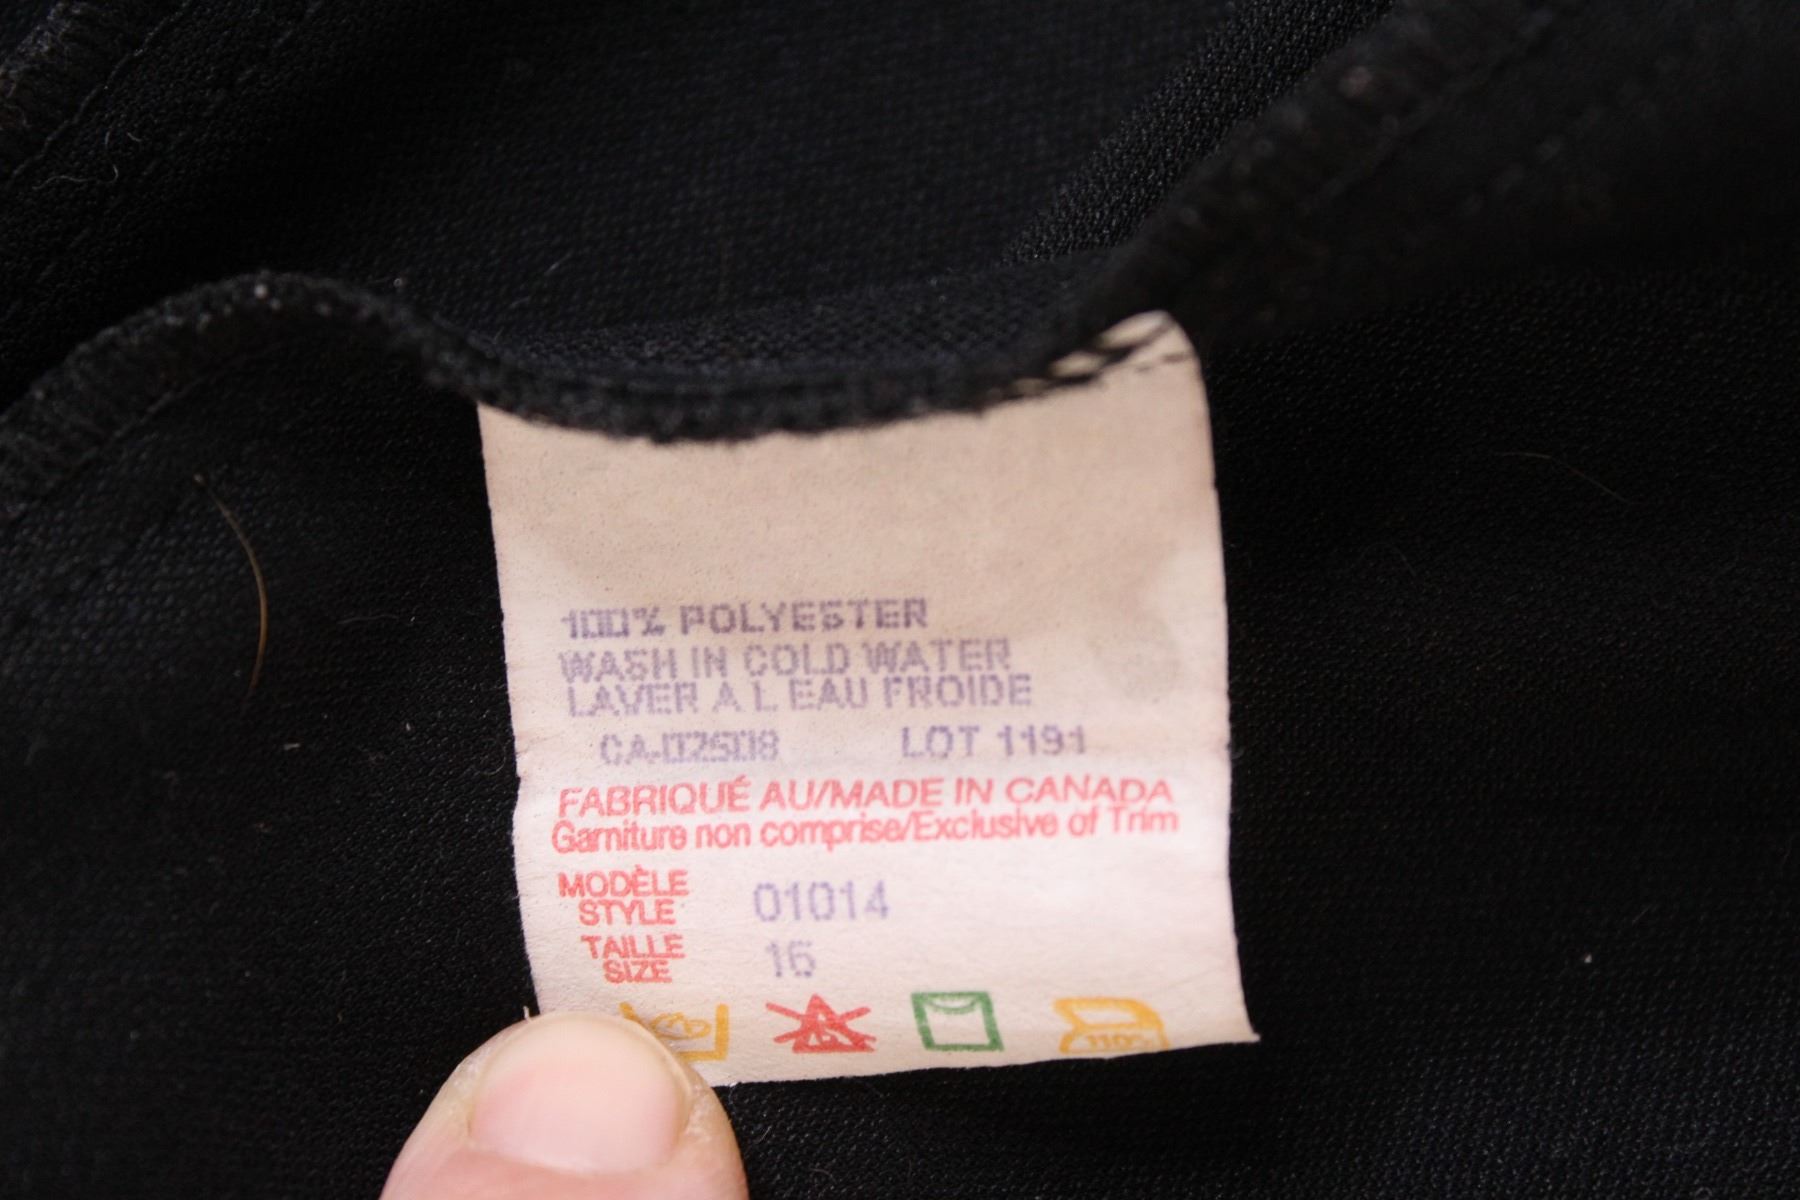 100% POLYESTER
WASH IN COLD WATER
LAVER A L EAU FROIDE
CA-02508 LOT 1191
FABRIQUÉ AU/MADE IN CANADA
Garniture non comprise/Exclusive of Trim
MODÈLE
STYLE 01014
TAILLE
SIZE 16
110°